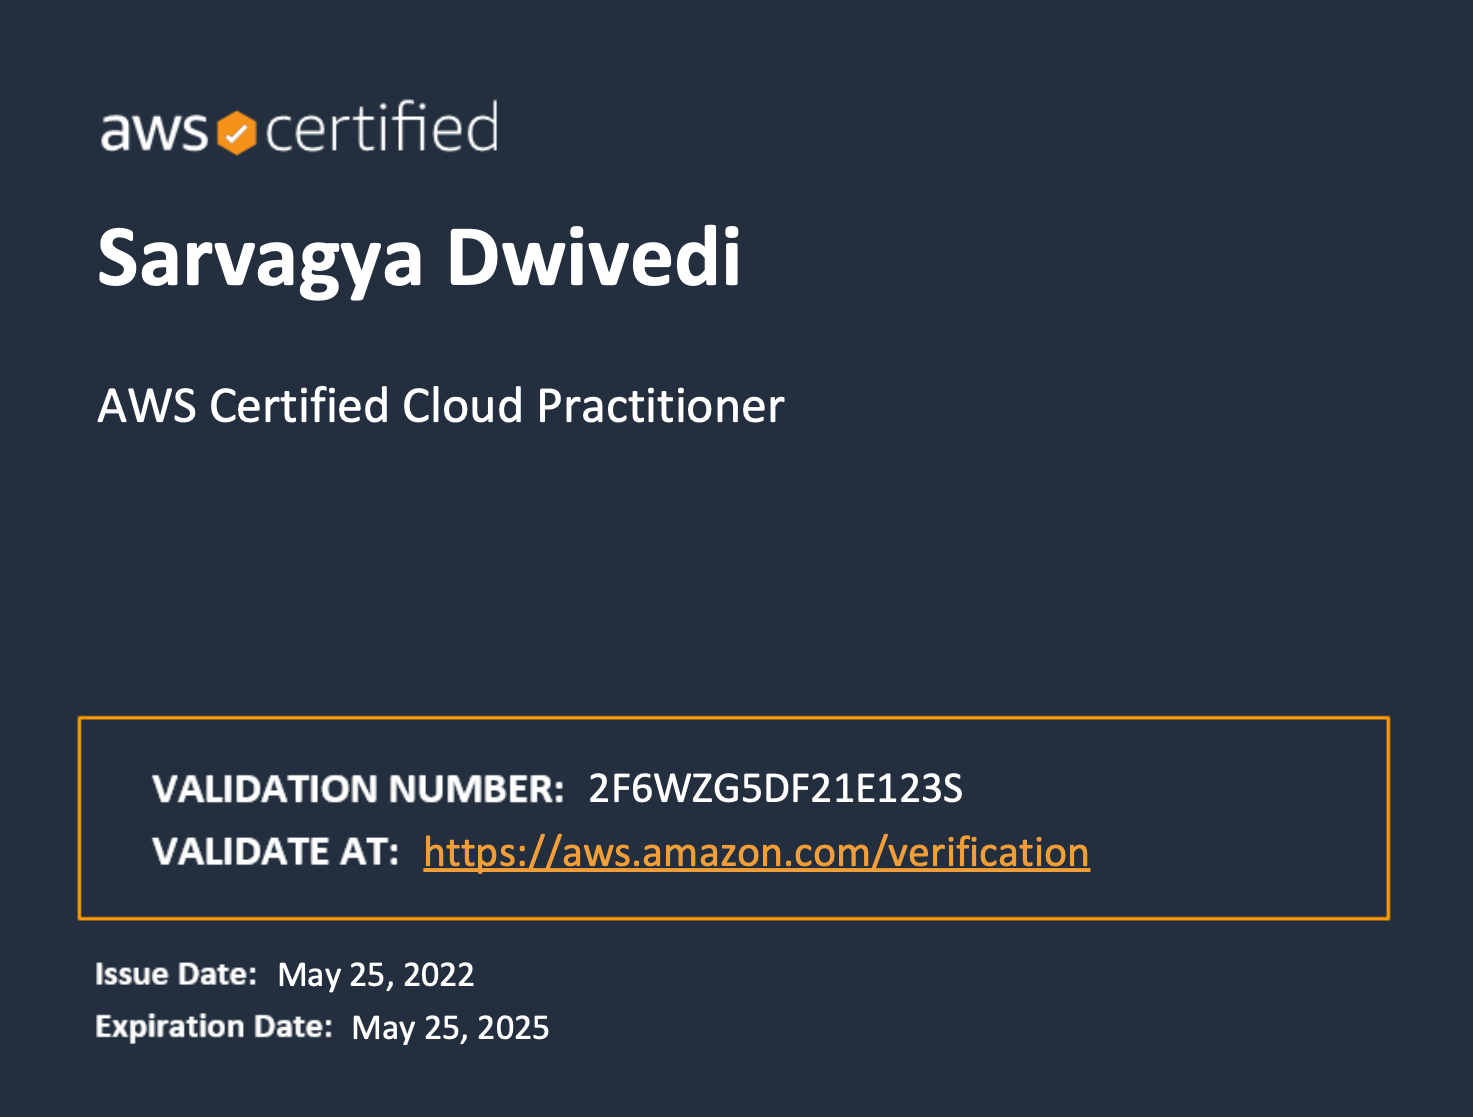 aws certified
Sarvagya Dwivedi
AWS Certified Cloud Practitioner
VALIDATION NUMBER: 2F6WZG5DF21E123S
VALIDATE AT: https://aws.amazon.com/verification
Issue Date: May 25, 2022
Expiration Date: May 25, 2025